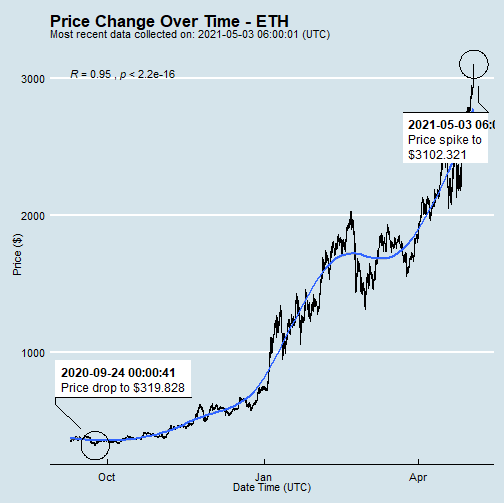 Price Change Over Time - ETH
Most recent data collected on: 2021-05-03 06:00:01 (UTC)
R = 0.95 , p < 2.2e-16
3000
2021-05-03 06:0
Price spike to
$3102.321
2000
Price ($)
1000
2020-09-24 00:00:41
Price drop to $319.828
Oct
Jan
Apr
Date Time (UTC)